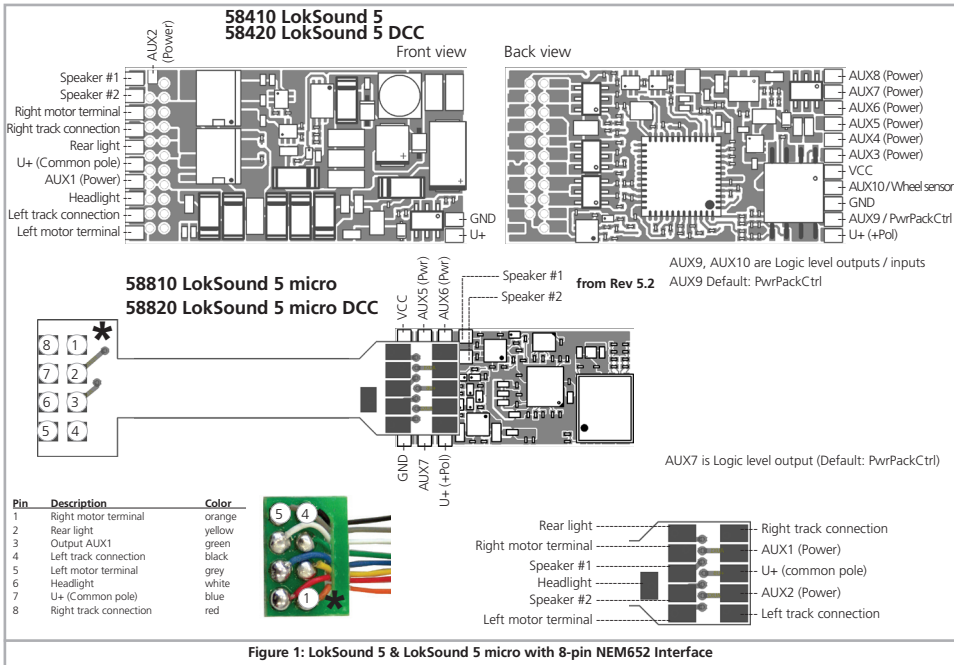 58410 LokSound 5
58420 LokSound 5 DCC
Front view
Back view
AUX2
(Power)
Speaker #1
Speaker #2
Right motor terminal
Right track connection
Rear light
U+ (Common pole)
AUX1 (Power)
Headlight
Left track connection
Left motor terminal
GND
U+
AUX8 (Power)
AUX7 (Power)
AUX6 (Power)
AUX5 (Power)
AUX4 (Power)
AUX3 (Power)
VCC
AUX10 / Wheel sensor
GND
AUX9 / PwrPackCtrl
U+ (+Pol)
AUX9, AUX10 are Logic level outputs / inputs
AUX9 Default: PwrPackCtrl
58810 LokSound 5 micro
58820 LokSound 5 micro DCC
VCC
AUX5 (Pwr)
AUX6 (Pwr)
Speaker #1
Speaker #2
from Rev 5.2
8 1 *
7 2
6 3
5 4
GND
AUX7
U+ (+Pol)
AUX7 is Logic level output (Default: PwrPackCtrl)
Pin Description Color
1 Right motor terminal orange
2 Rear light yellow
3 Output AUX1 green
4 Left track connection black
5 Left motor terminal grey
6 Headlight white
7 U+ (Common pole) blue
8 Right track connection red
5 4
1 *
Rear light
Right motor terminal
Speaker #1
Headlight
Speaker #2
Left motor terminal
Right track connection
AUX1 (Power)
U+ (common pole)
AUX2 (Power)
Left track connection
Figure 1: LokSound 5 & LokSound 5 micro with 8-pin NEM652 Interface